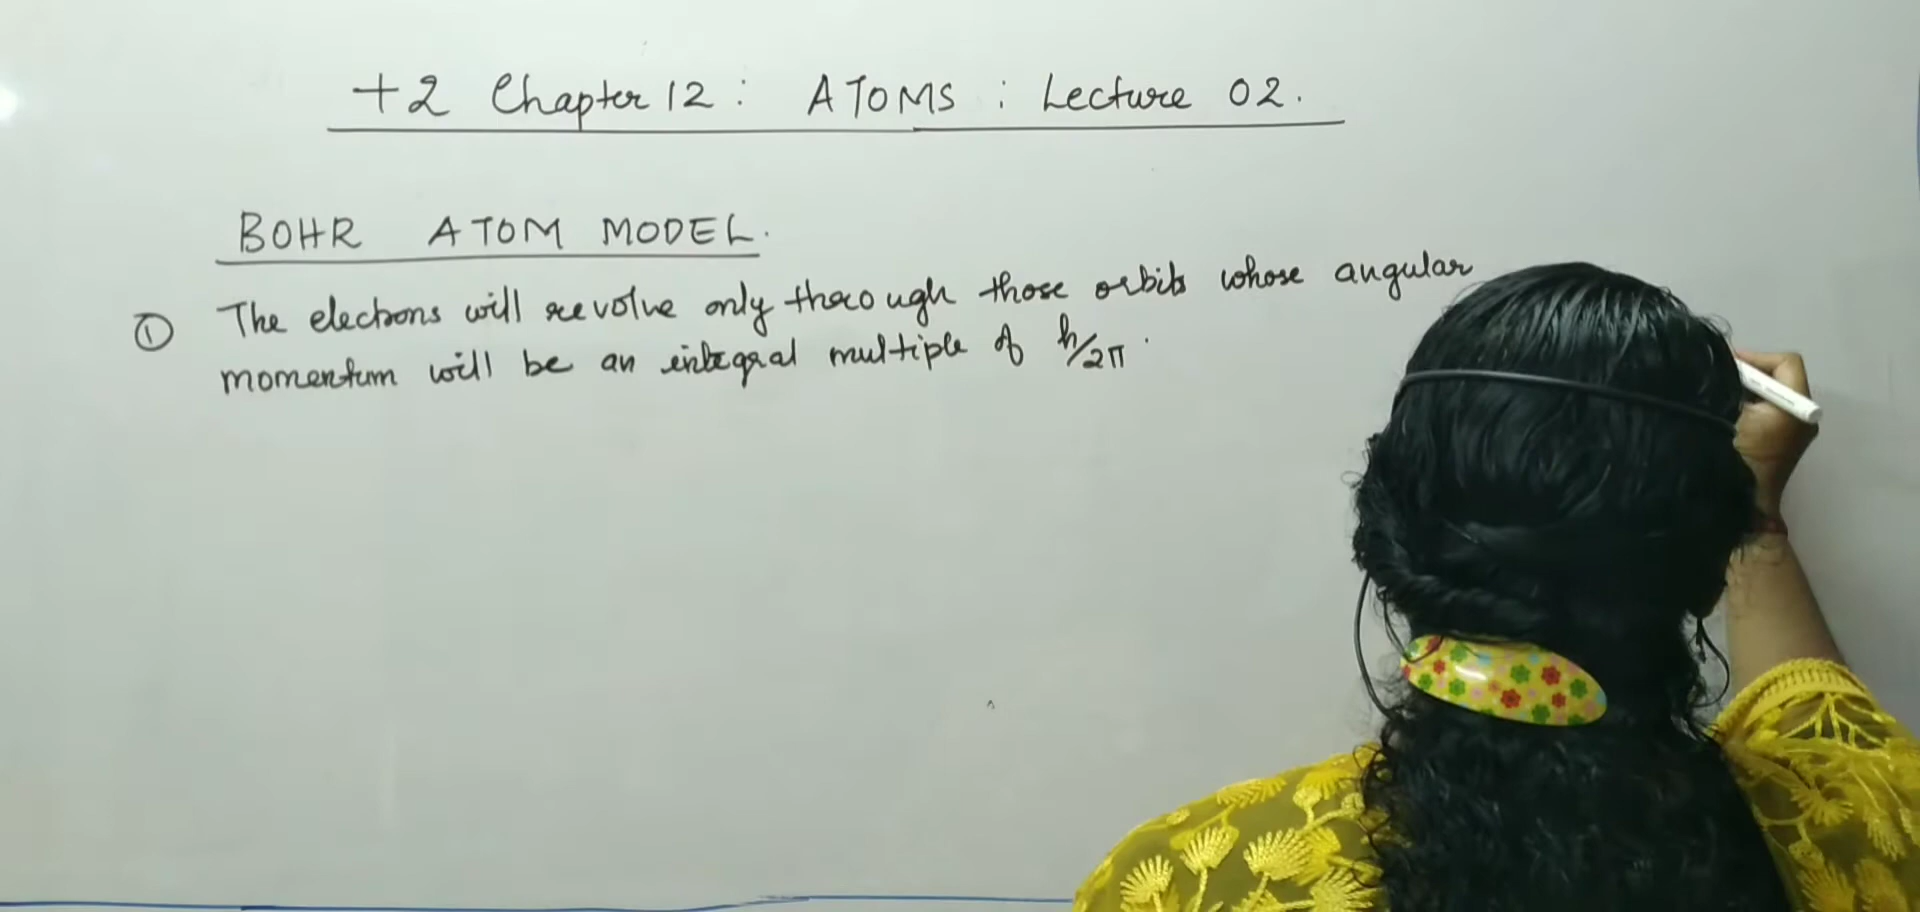 +2 Chapter 12 : ATOMS : Lecture 02.
BOHR ATOM MODEL.
① The electrons will revolve only through those orbits whose angular
momentum will be an integral multiple of h/2π.